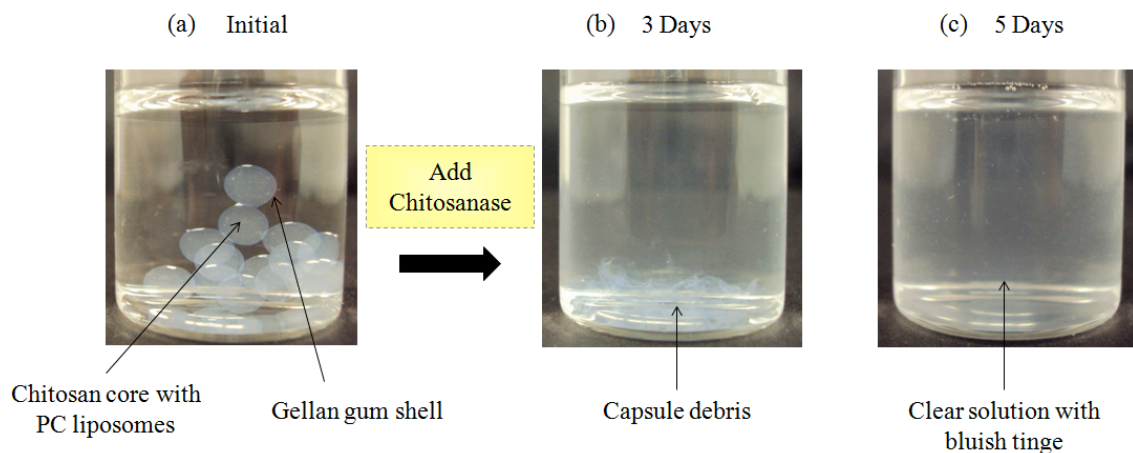 (a) Initial
(b) 3 Days
(c) 5 Days
Add
Chitosanase
Chitosan core with
PC liposomes
Gellan gum shell
Capsule debris
Clear solution with
bluish tinge